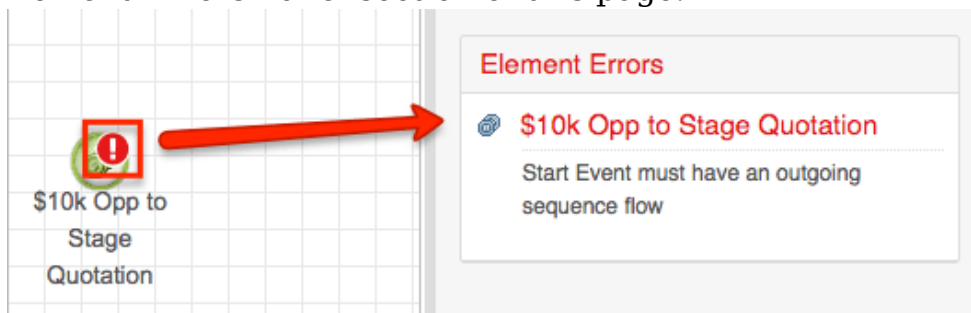 Element Errors
$10k Opp to Stage Quotation
Start Event must have an outgoing
sequence flow
$10k Opp to
Stage
Quotation